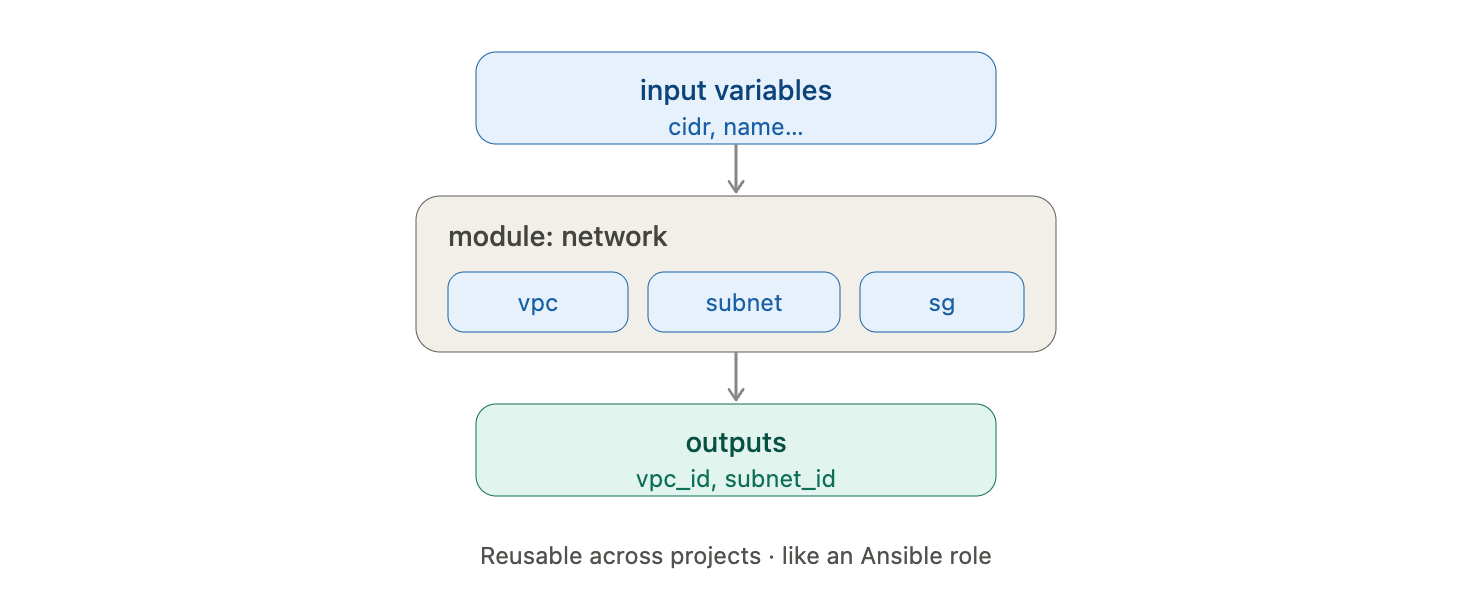 input variables
cidr, name...
module: network
vpc
subnet
sg
outputs
vpc_id, subnet_id
Reusable across projects · like an Ansible role